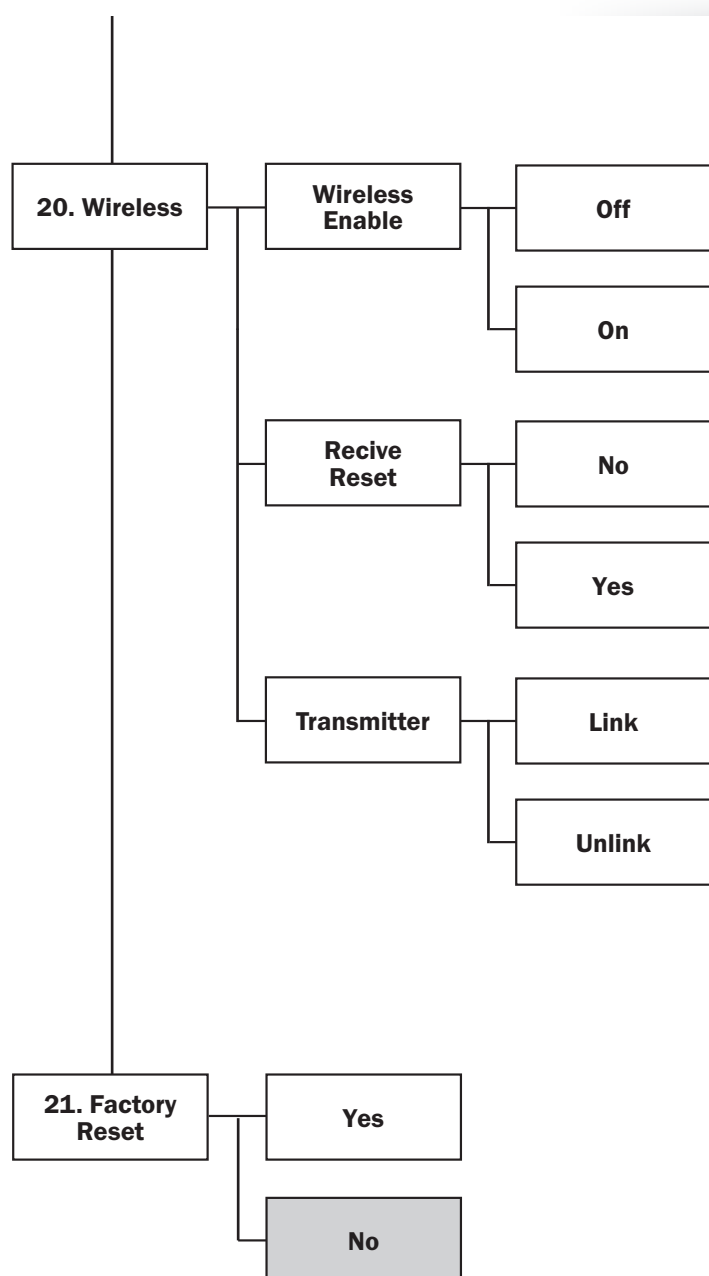 20. Wireless
Wireless
Enable
Off
On
Recive
Reset
No
Yes
Transmitter
Link
Unlink
21. Factory
Reset
Yes
No